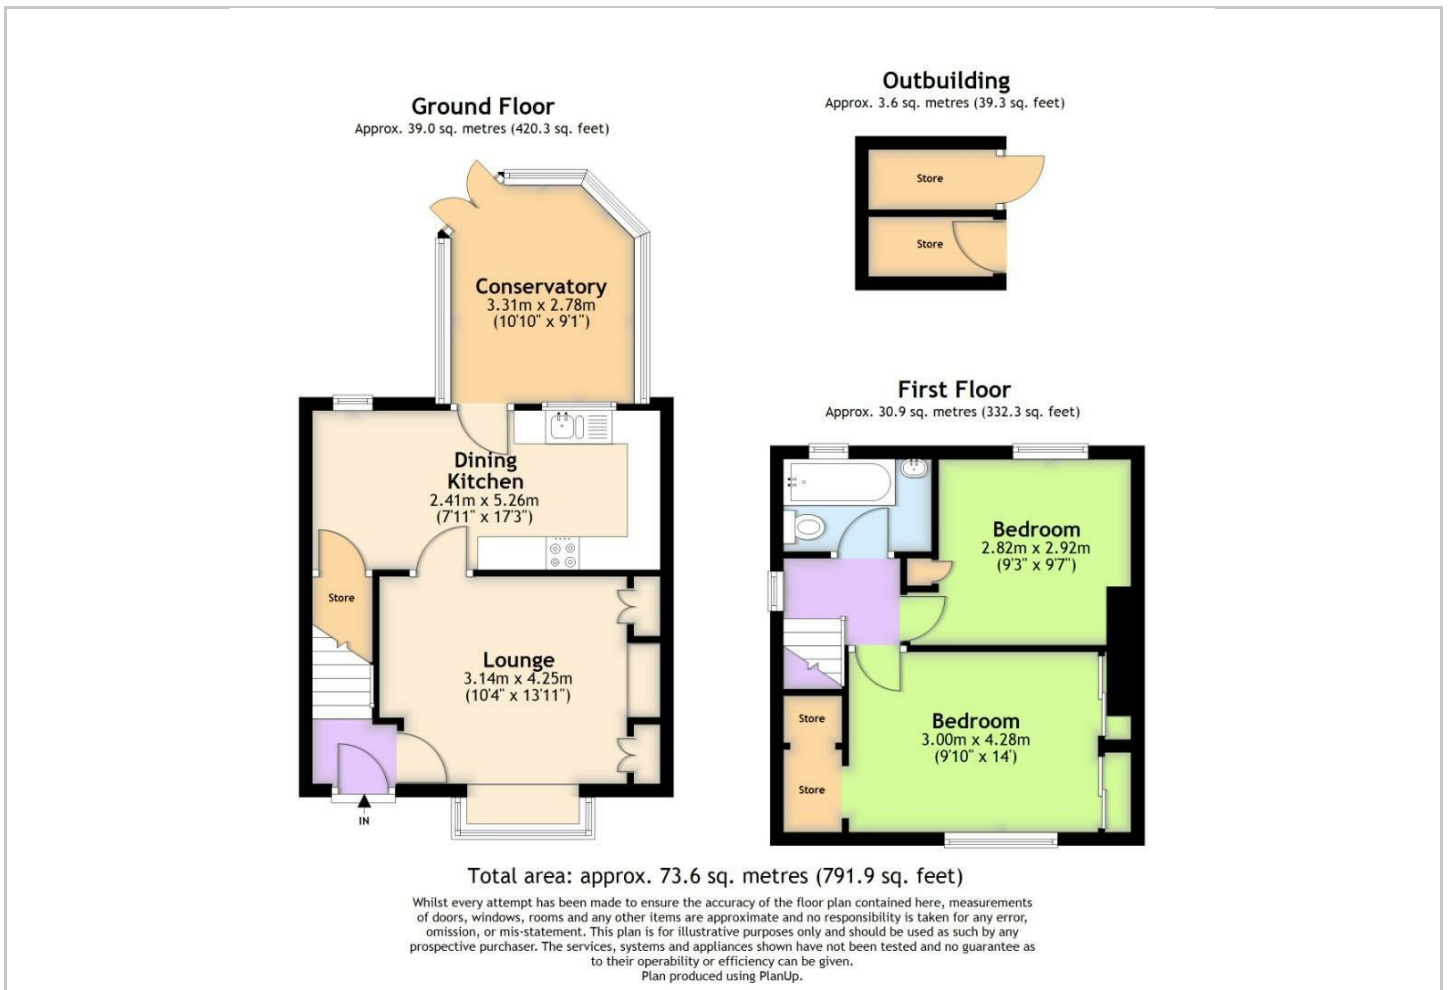 Ground Floor
Approx. 39.0 sq. metres (420.3 sq. feet)
Conservatory
3.31m x 2.78m
(10'10" x 9'1")
Dining
Kitchen
2.41m x 5.26m
(7'11" x 17'3")
Store
Lounge
3.14m x 4.25m
(10'4" x 13'11")
IN
Outbuilding
Approx. 3.6 sq. metres (39.3 sq. feet)
Store
Store
First Floor
Approx. 30.9 sq. metres (332.3 sq. feet)
Bedroom
2.82m x 2.92m
(9'3" x 9'7")
Bedroom
3.00m x 4.28m
(9'10" x 14')
Store
Store
Total area: approx. 73.6 sq. metres (791.9 sq. feet)
Whilst every attempt has been made to ensure the accuracy of the floor plan contained here, measurements
of doors, windows, rooms and any other items are approximate and no responsibility is taken for any error,
omission, or mis-statement. This plan is for illustrative purposes only and should be used as such by any
prospective purchaser. The services, systems and appliances shown have not been tested and no guarantee as
to their operability or efficiency can be given.
Plan produced using PlanUp.